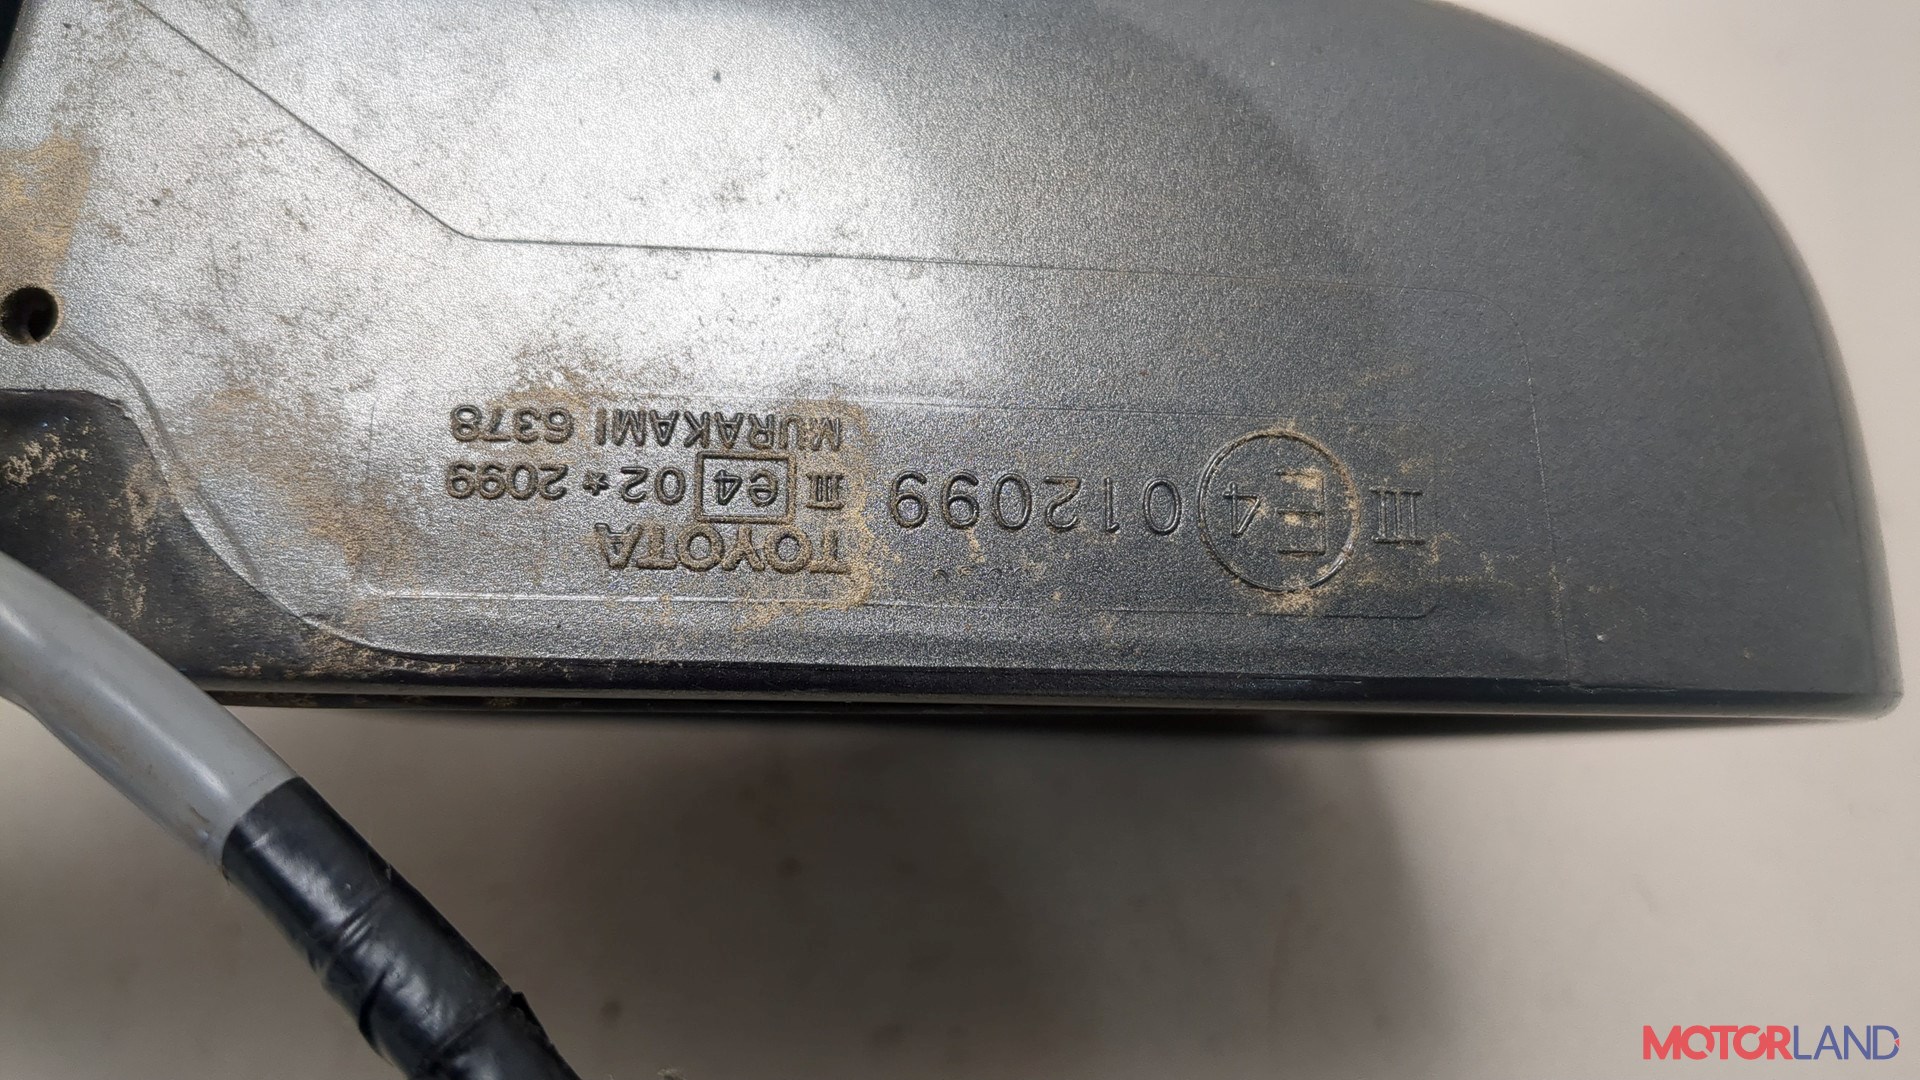 III E4 012099
TOYOTA
III e4 02★2099
MURAKAMI 6378
MOTORLAND